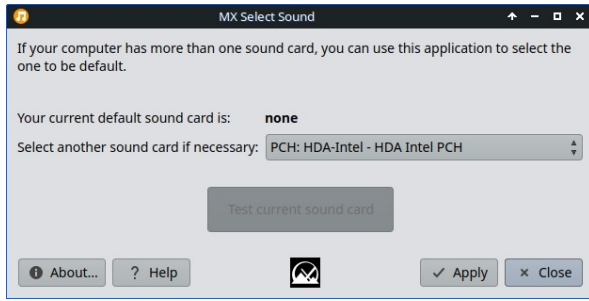 MX Select Sound
If your computer has more than one sound card, you can use this application to select the
one to be default.
Your current default sound card is: none
Select another sound card if necessary: PCH: HDA-Intel - HDA Intel PCH
Test current sound card
About... ? Help Apply Close